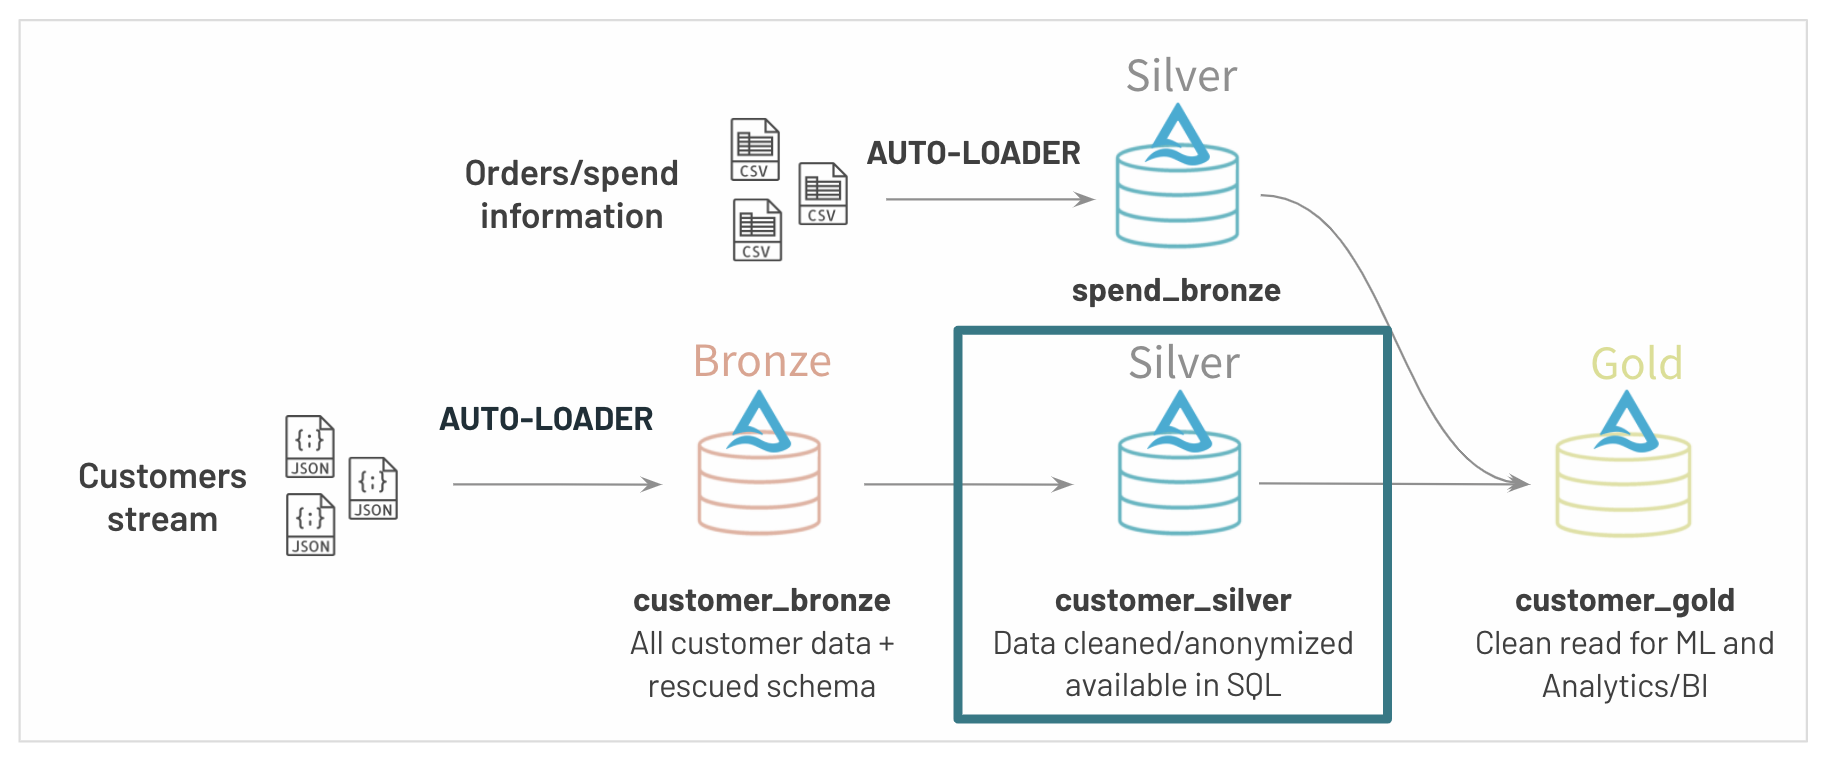 Silver
Orders/spend
information
CSV
CSV
CSV
AUTO-LOADER
spend_bronze
Customers
stream
JSON
JSON
JSON
AUTO-LOADER
Bronze
customer_bronze
All customer data +
rescued schema
Silver
customer_silver
Data cleaned/anonymized
available in SQL
Gold
customer_gold
Clean read for ML and
Analytics/BI